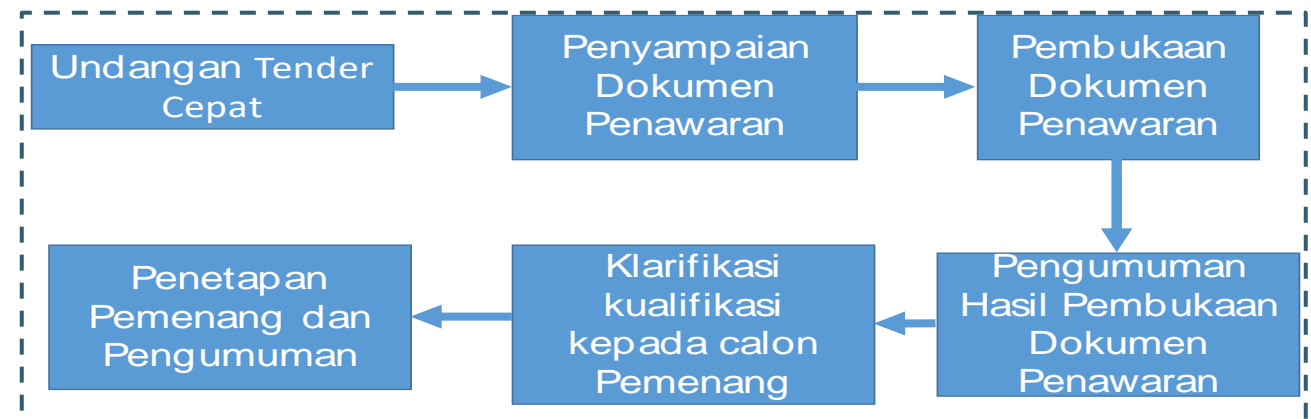 Undangan Tender
Cepat
Penyampaian
Dokumen
Penawaran
Pembukaan
Dokumen
Penawaran
Pengumuman
Hasil Pembukaan
Dokumen
Penawaran
Klarifikasi
kualifikasi
kepada calon
Pemenang
Penetapan
Pemenang dan
Pengumuman